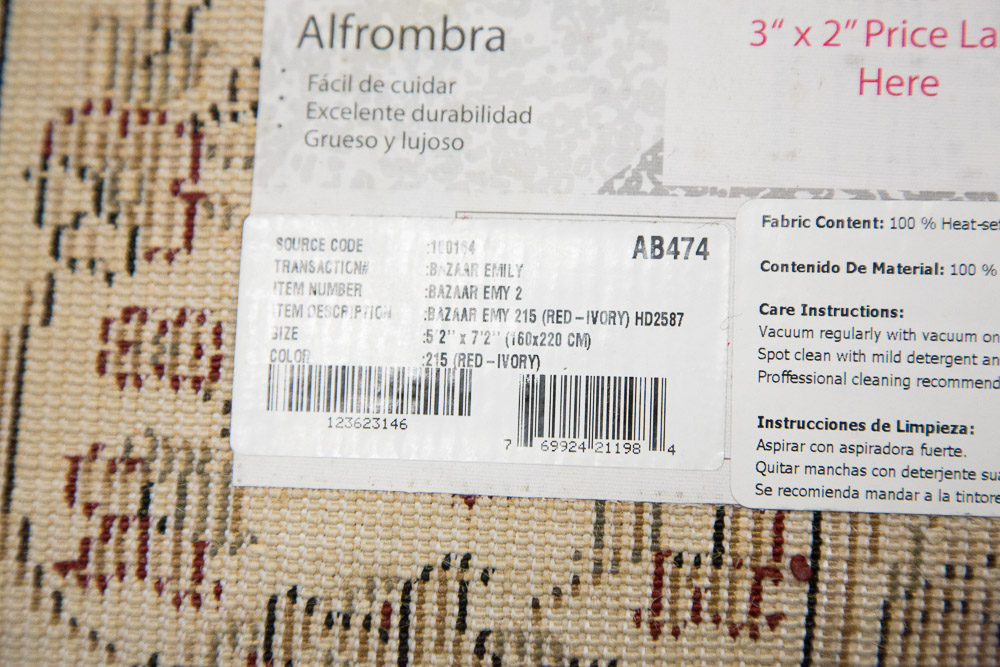 Alfrombra
Fácil de cuidar
Excelente durabilidad
Grueso y lujoso
3“ x 2” Price La
Here
AB474
SOURCE CODE :100164
TRANSACTION# :BAZAAR EMILY
ITEM NUMBER :BAZAAR EMY 2
ITEM DESCRIPTION :BAZAAR EMY 215 (RED-IVORY) HD2587
SIZE :5'2'' x 7'2'' (160x220 CM)
COLOR :215 (RED-IVORY)
123623146
7 69924 21198 4
Fabric Content: 100 % Heat-set
Contenido De Material: 100 %
Care Instructions:
Vacuum regularly with vacuum on
Spot clean with mild detergent an
Proffessional cleaning recommend
Instrucciones de Limpieza:
Aspirar con aspiradora fuerte.
Quitar manchas con deterjente sua
Se recomienda mandar a la tintore